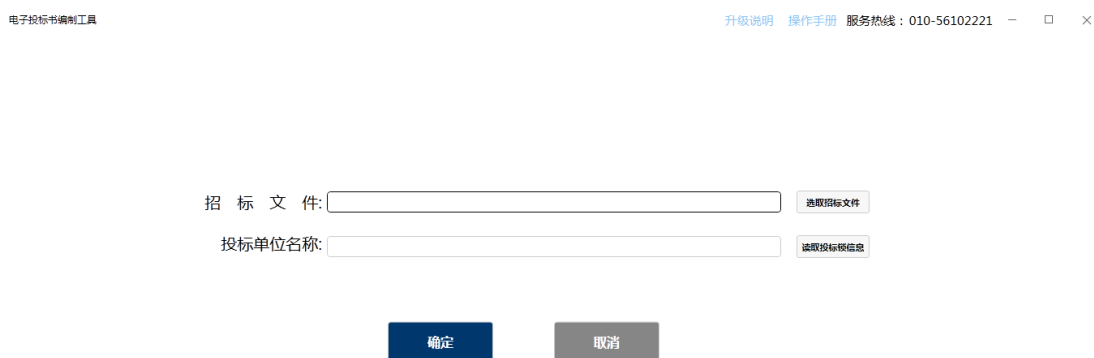 电子投标书编制工具 升级说明 操作手册 服务热线：010-56102221
招 标 文 件: 选取招标文件
投标单位名称: 读取投标锁信息
确定 取消